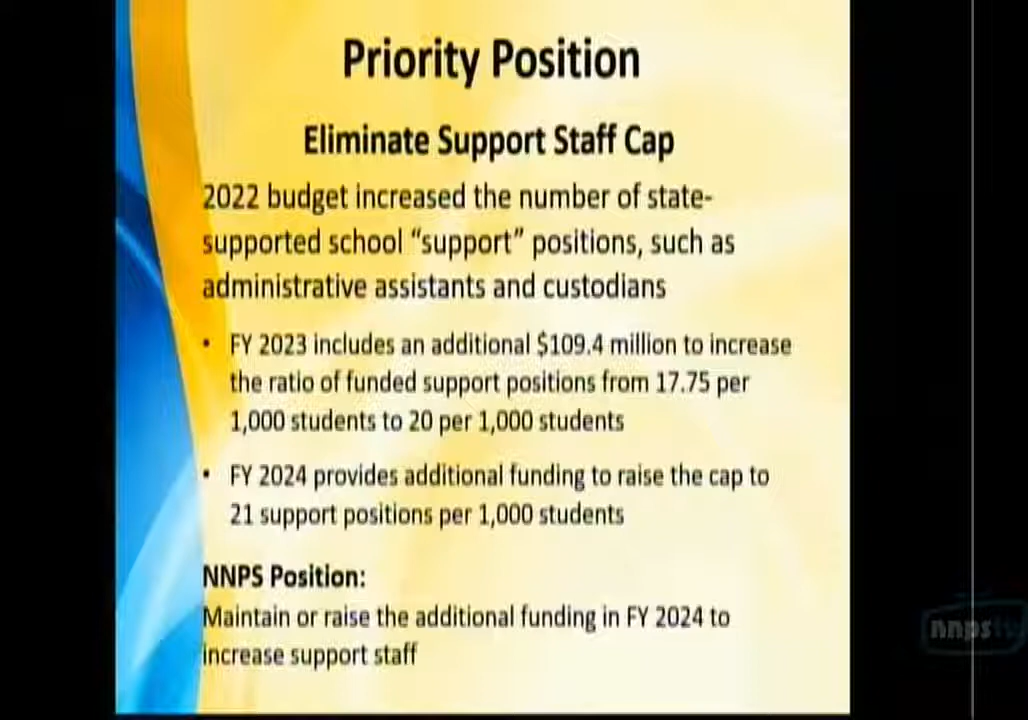 Priority Position
Eliminate Support Staff Cap
2022 budget increased the number of state-
supported school “support” positions, such as
administrative assistants and custodians
• FY 2023 includes an additional $109.4 million to increase
the ratio of funded support positions from 17.75 per
1,000 students to 20 per 1,000 students
• FY 2024 provides additional funding to raise the cap to
21 support positions per 1,000 students
NNPS Position:
Maintain or raise the additional funding in FY 2024 to
increase support staff
nnpstv